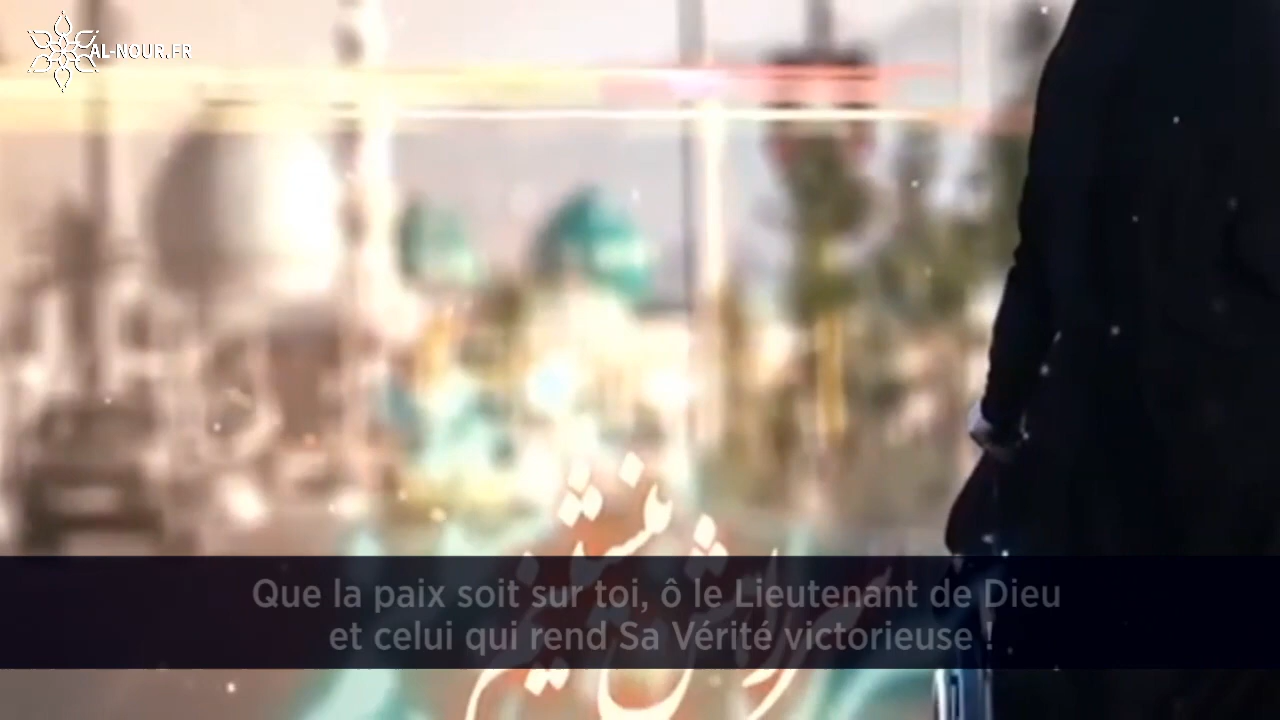 AL-NOUR.FR
Que la paix soit sur toi, ô le Lieutenant de Dieu
et celui qui rend Sa Vérité victorieuse !